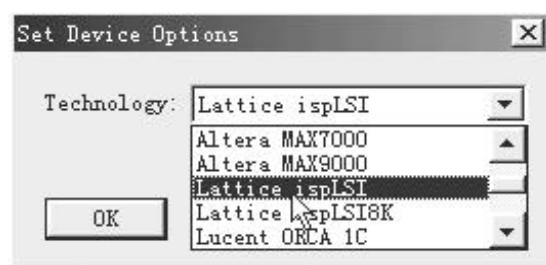 Set Device Options
Technology: Lattice ispLSI
Altera MAX7000
Altera MAX9000
Lattice ispLSI
Lattice ispLSI8K
Lucent ORCA 1C
OK